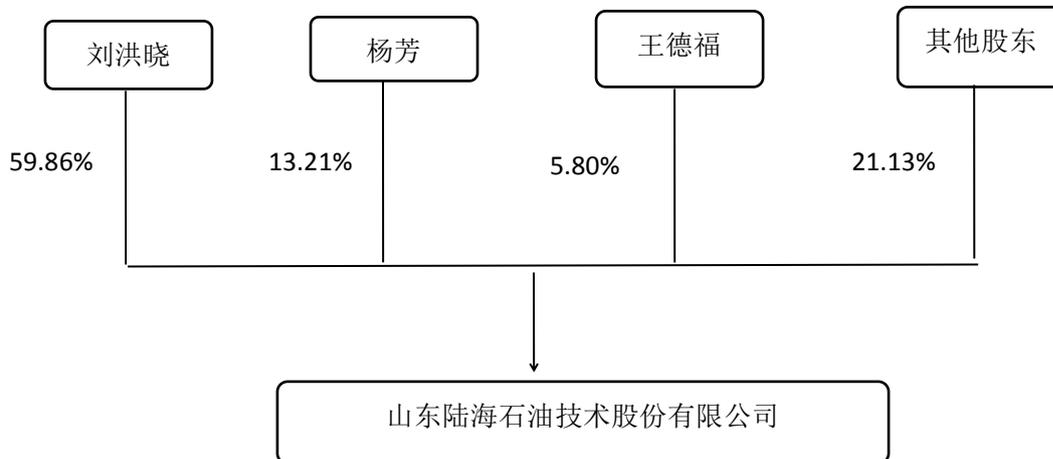 刘洪晓
杨芳
王德福
其他股东
59.86%
13.21%
5.80%
21.13%
山东陆海石油技术股份有限公司